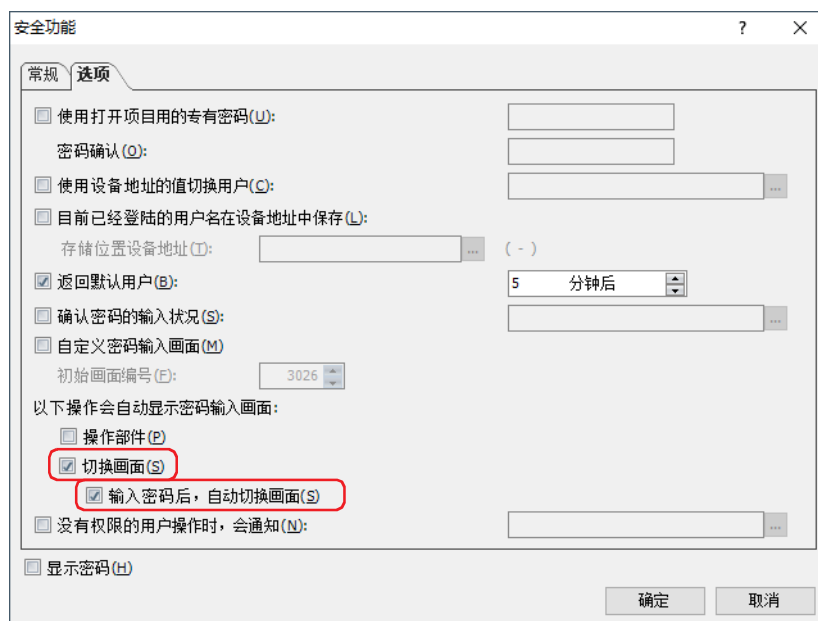 安全功能 ?
常规 选项
使用打开项目用的专有密码(U):
密码确认(O):
使用设备地址的值切换用户(C): ...
目前已经登陆的用户名在设备地址中保存(L):
存储位置设备地址(T): ... ( - )
返回默认用户(B): 5 分钟后
确认密码的输入状况(S): ...
自定义密码输入画面(M)
初始画面编号(F): 3026
以下操作会自动显示密码输入画面:
操作部件(P)
切换画面(S)
输入密码后，自动切换画面(S)
没有权限的用户操作时，会通知(N): ...
显示密码(H)
确定 取消